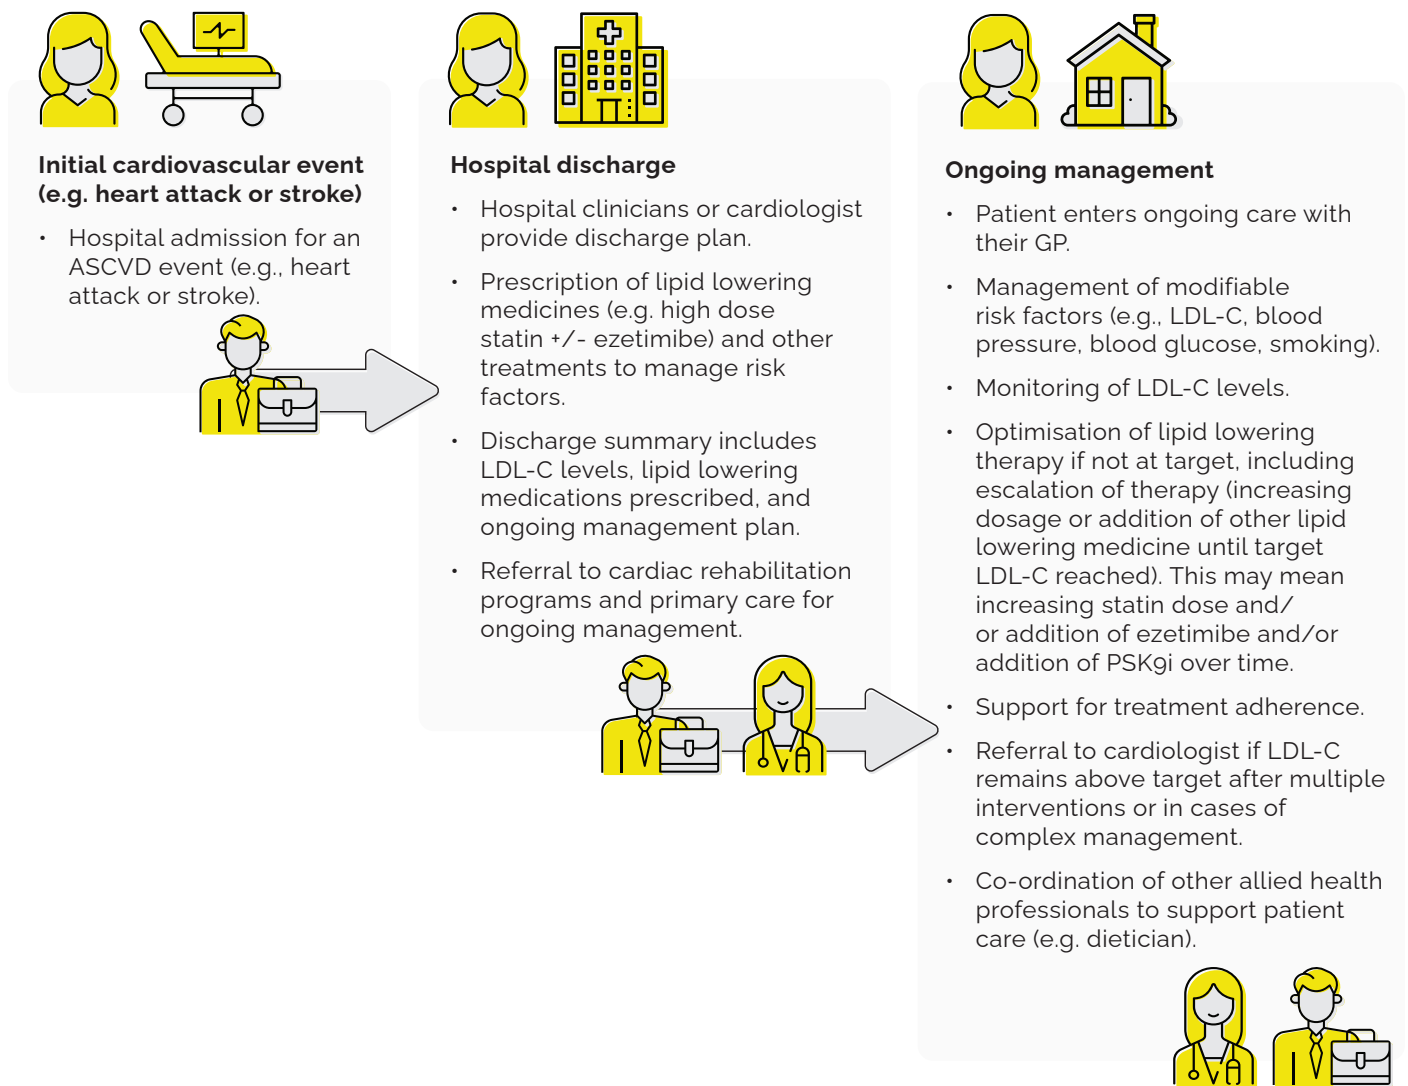 Initial cardiovascular event
(e.g. heart attack or stroke)
• Hospital admission for an
ASCVD event (e.g., heart
attack or stroke).
Hospital discharge
• Hospital clinicians or cardiologist
provide discharge plan.
• Prescription of lipid lowering
medicines (e.g. high dose
statin +/- ezetimibe) and other
treatments to manage risk
factors.
• Discharge summary includes
LDL-C levels, lipid lowering
medications prescribed, and
ongoing management plan.
• Referral to cardiac rehabilitation
programs and primary care for
ongoing management.
Ongoing management
• Patient enters ongoing care with
their GP.
• Management of modifiable
risk factors (e.g., LDL-C, blood
pressure, blood glucose, smoking).
• Monitoring of LDL-C levels.
• Optimisation of lipid lowering
therapy if not at target, including
escalation of therapy (increasing
dosage or addition of other lipid
lowering medicine until target
LDL-C reached). This may mean
increasing statin dose and/
or addition of ezetimibe and/or
addition of PSK9i over time.
• Support for treatment adherence.
• Referral to cardiologist if LDL-C
remains above target after multiple
interventions or in cases of
complex management.
• Co-ordination of other allied health
professionals to support patient
care (e.g. dietician).